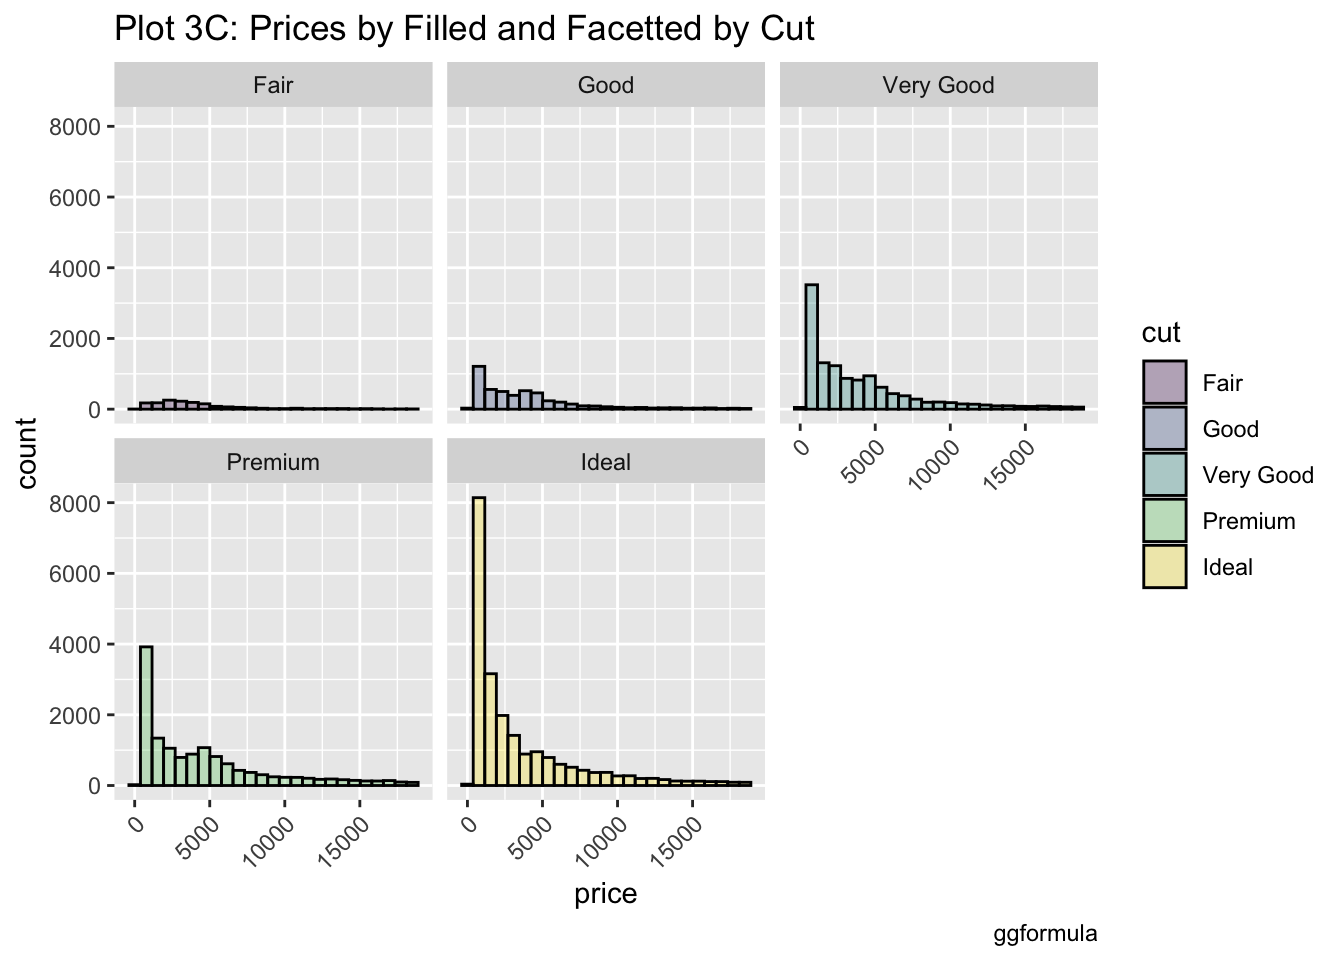 Plot 3C: Prices by Filled and Facetted by Cut
Fair
Good
Very Good
8000
6000
4000
2000
0
0
5000
10000
15000
count
Premium
Ideal
8000
6000
4000
2000
0
0
5000
10000
15000
0
5000
10000
15000
price
cut
Fair
Good
Very Good
Premium
Ideal
ggformula